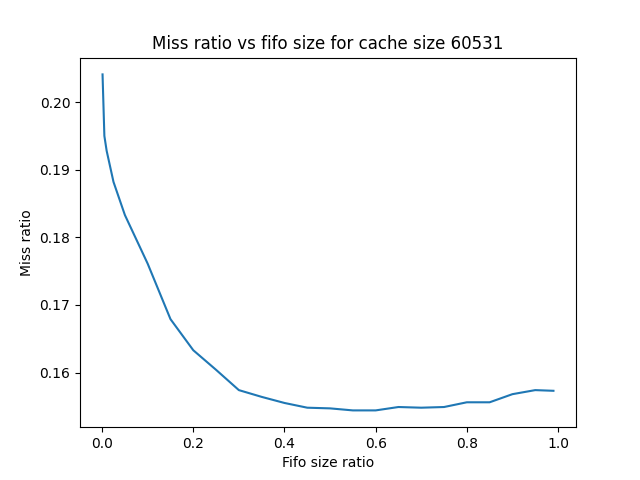 Miss ratio vs fifo size for cache size 60531
0.20
0.19
0.18
0.17
0.16
Miss ratio
0.0 0.2 0.4 0.6 0.8 1.0
Fifo size ratio